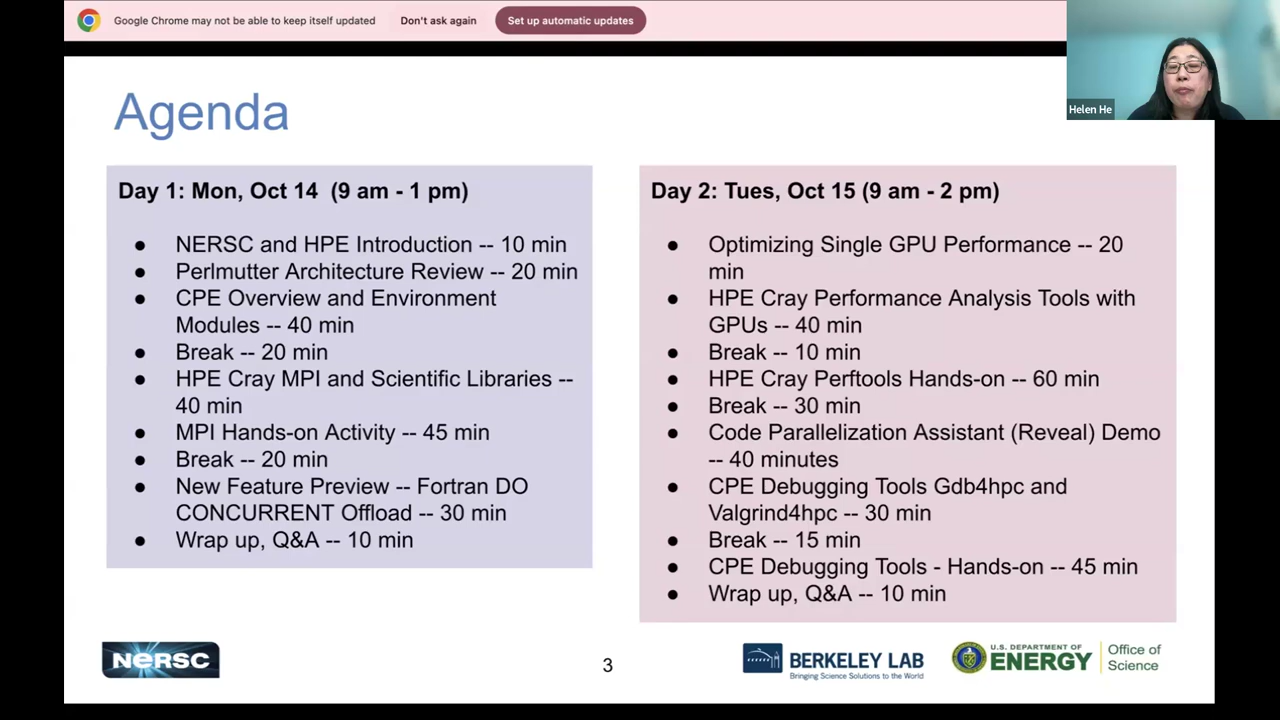 Google Chrome may not be able to keep itself updated Don't ask again Set up automatic updates
Helen He
Agenda
Day 1: Mon, Oct 14 (9 am - 1 pm)
● NERSC and HPE Introduction -- 10 min
● Perlmutter Architecture Review -- 20 min
● CPE Overview and Environment
Modules -- 40 min
● Break -- 20 min
● HPE Cray MPI and Scientific Libraries --
40 min
● MPI Hands-on Activity -- 45 min
● Break -- 20 min
● New Feature Preview -- Fortran DO
CONCURRENT Offload -- 30 min
● Wrap up, Q&A -- 10 min
Day 2: Tues, Oct 15 (9 am - 2 pm)
● Optimizing Single GPU Performance -- 20
min
● HPE Cray Performance Analysis Tools with
GPUs -- 40 min
● Break -- 10 min
● HPE Cray Perftools Hands-on -- 60 min
● Break -- 30 min
● Code Parallelization Assistant (Reveal) Demo
-- 40 minutes
● CPE Debugging Tools Gdb4hpc and
Valgrind4hpc -- 30 min
● Break -- 15 min
● CPE Debugging Tools - Hands-on -- 45 min
● Wrap up, Q&A -- 10 min
NERSC
3
BERKELEY LAB
Bringing Science Solutions to the World
U.S. DEPARTMENT OF
ENERGY
Office of
Science